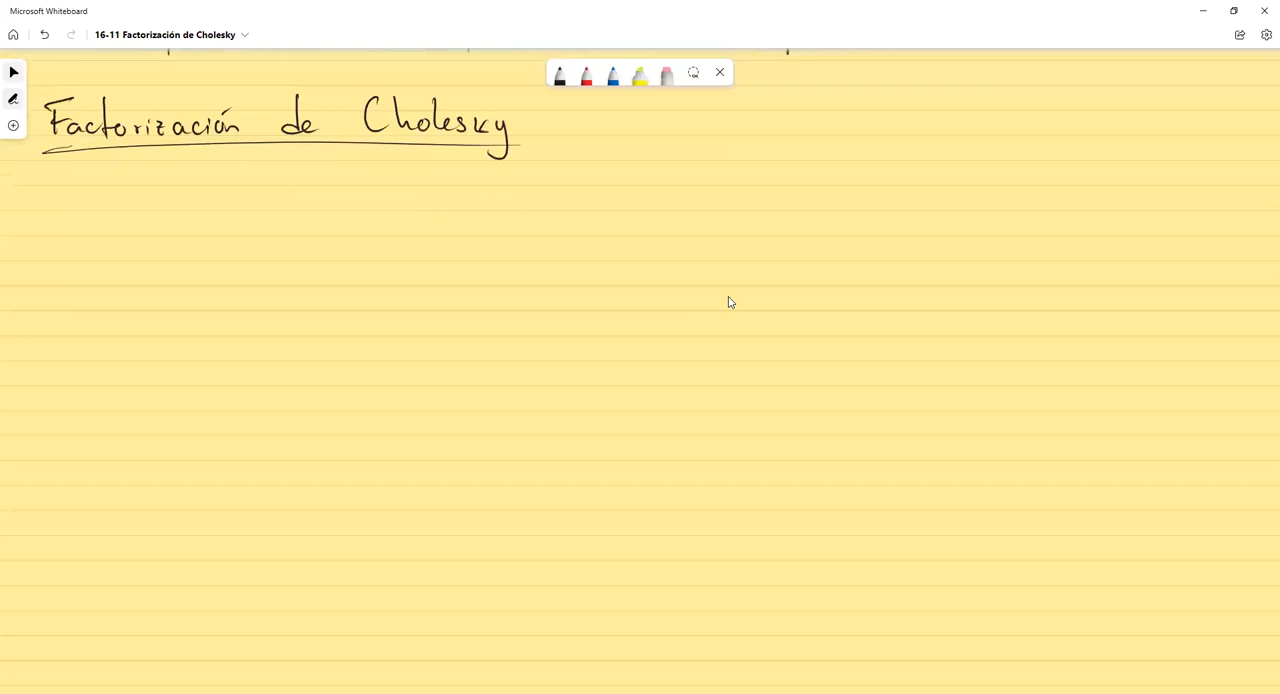 Microsoft Whiteboard
16-11 Factorización de Cholesky
Factorización de Cholesky